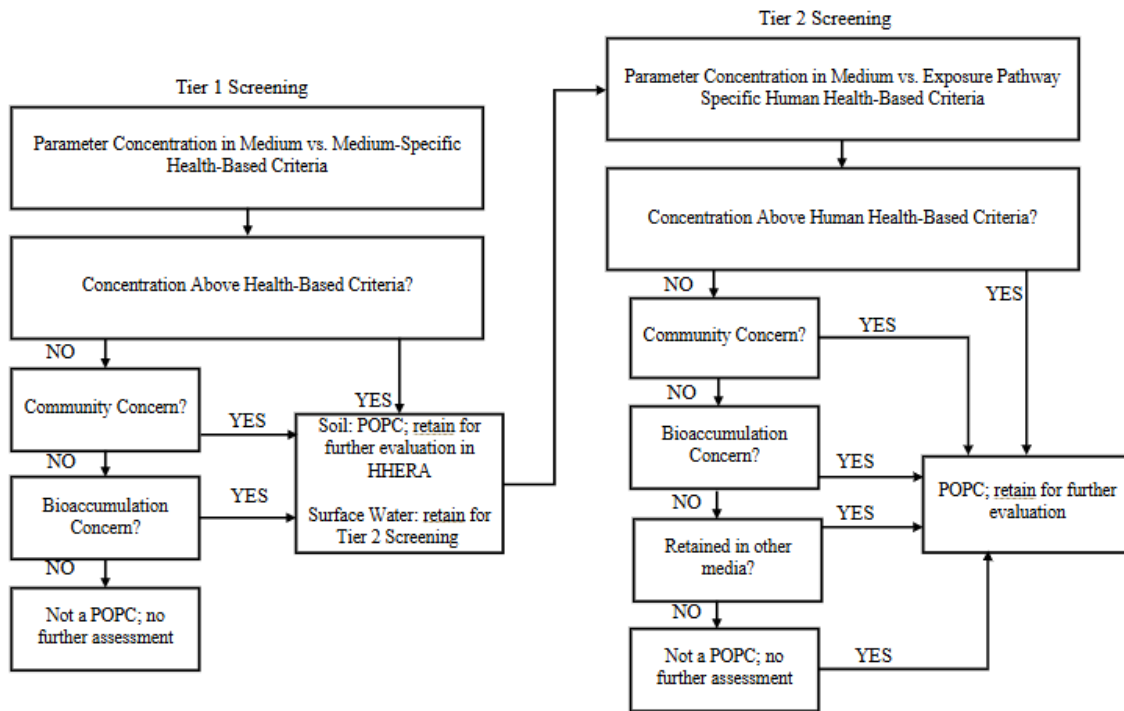 Tier 1 Screening
Parameter Concentration in Medium vs. Medium-Specific
Health-Based Criteria
Concentration Above Health-Based Criteria?
NO
YES
Community Concern?
YES
NO
Bioaccumulation
Concern?
YES
NO
Not a POPC; no
further assessment
Soil: POPC; retain for
further evaluation in
HHERA
Surface Water: retain for
Tier 2 Screening
Tier 2 Screening
Parameter Concentration in Medium vs. Exposure Pathway
Specific Human Health-Based Criteria
Concentration Above Human Health-Based Criteria?
NO
YES
Community Concern?
YES
NO
Bioaccumulation
Concern?
YES
NO
Retained in other
media?
YES
NO
Not a POPC; no
further assessment
YES
POPC; retain for further
evaluation